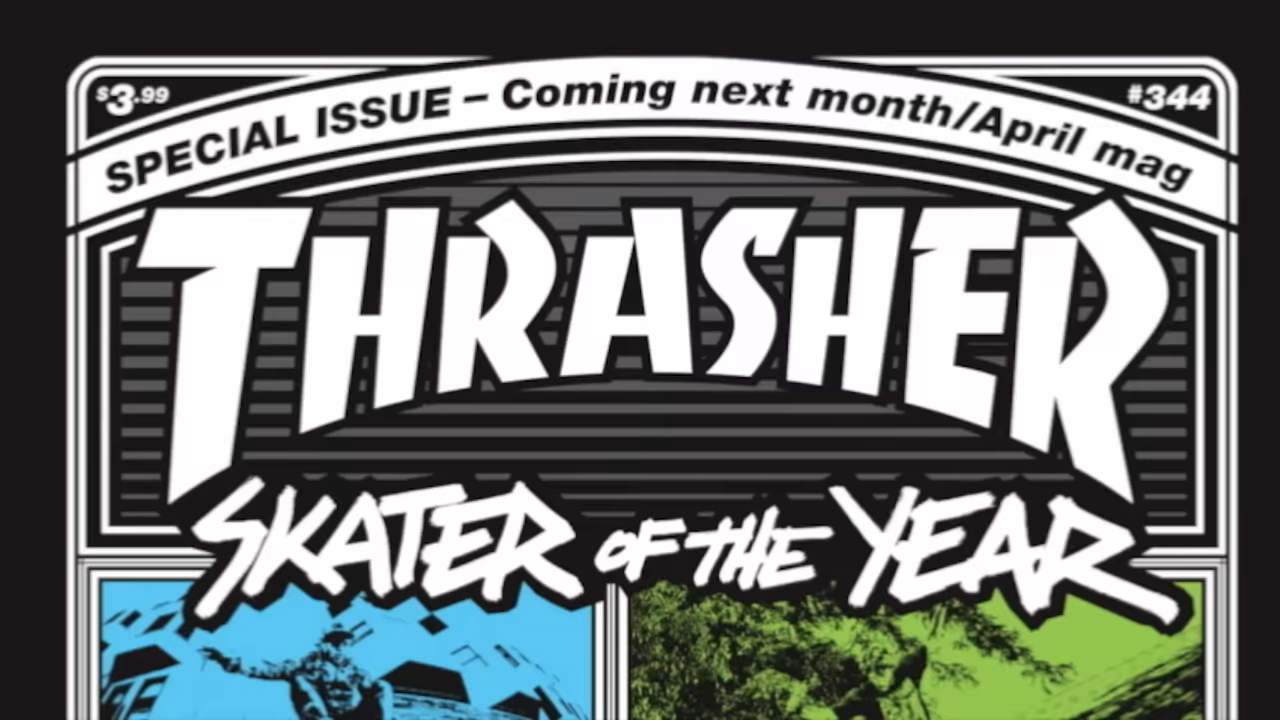 $3.99
#344
SPECIAL ISSUE – Coming next month/April mag
THRASHER
SKATER OF THE YEAR